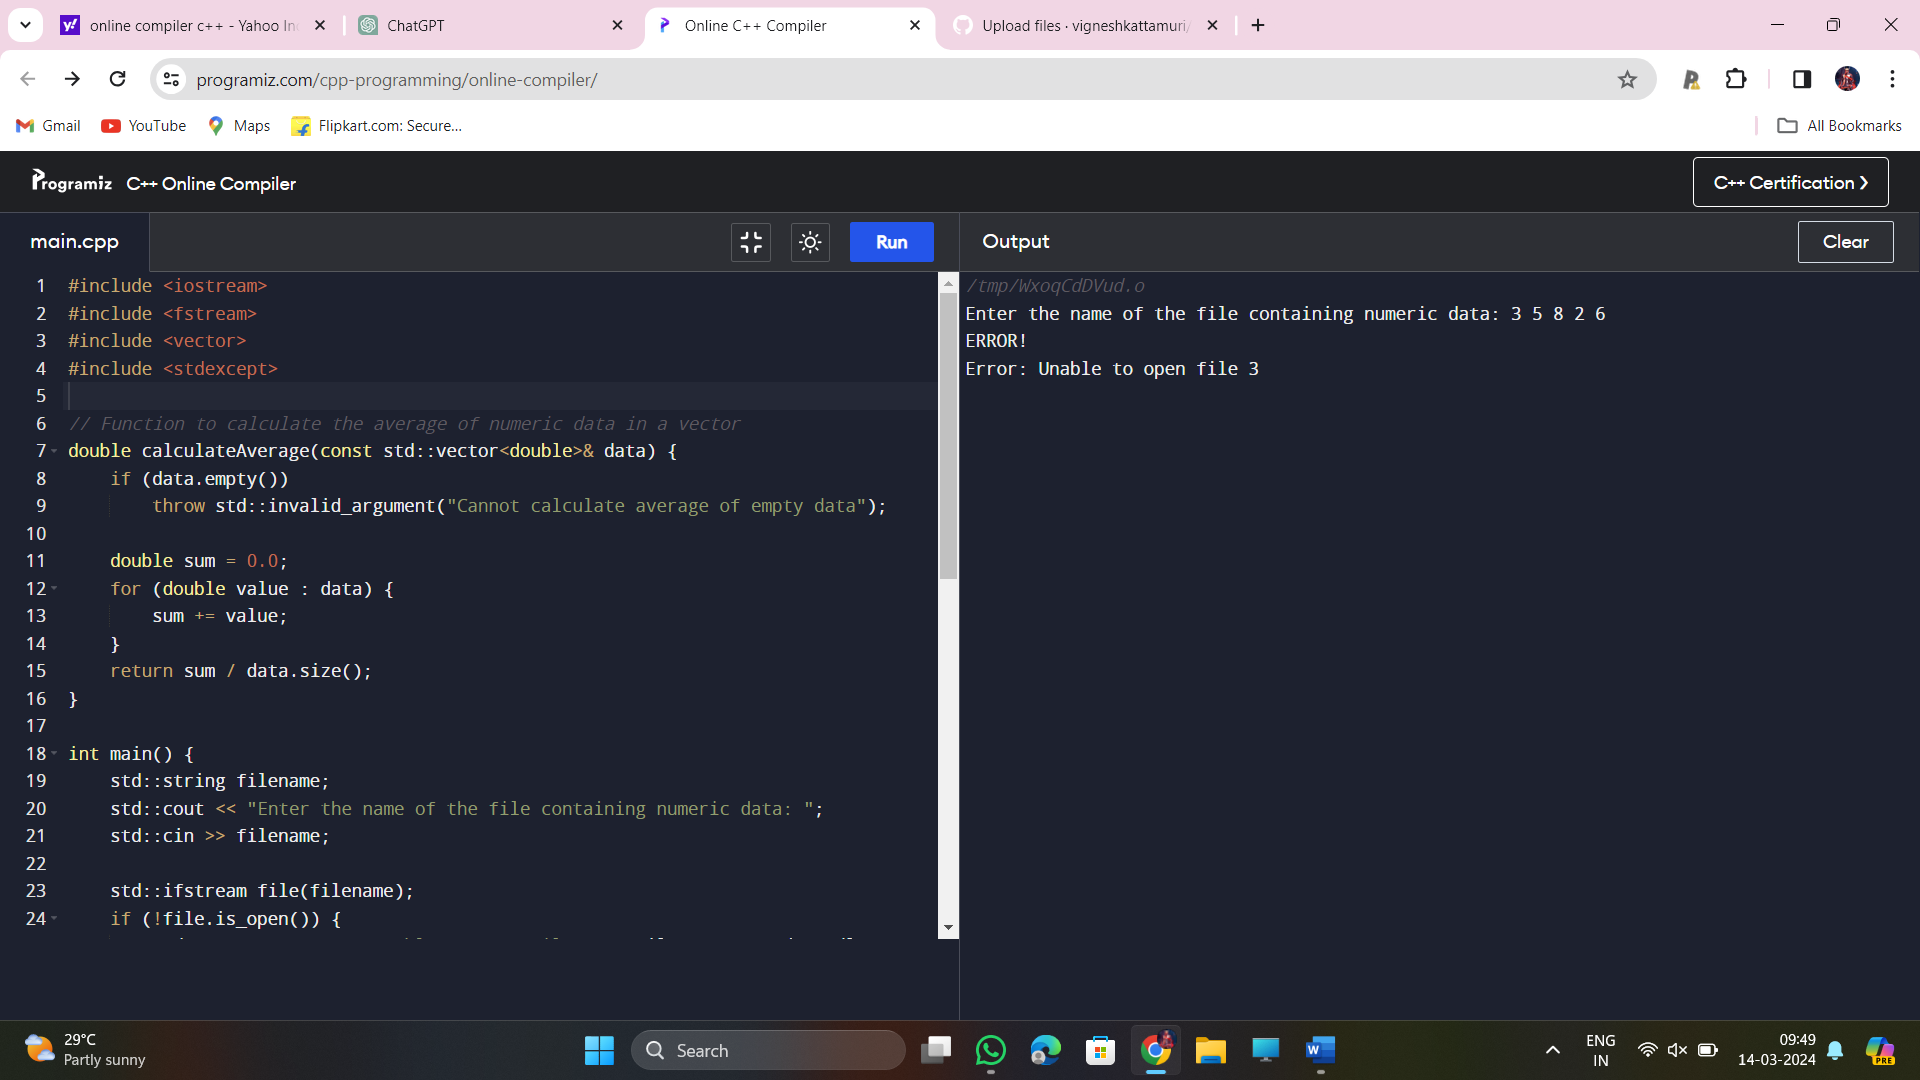 online compiler c++ - Yahoo In
ChatGPT
Online C++ Compiler
Upload files · vigneshkattamuri/
programiz.com/cpp-programming/online-compiler/
Gmail
YouTube
Maps
Flipkart.com: Secure...
All Bookmarks
Programiz
C++ Online Compiler
C++ Certification >
main.cpp
Run
Output
Clear
1 #include <iostream>
2 #include <fstream>
3 #include <vector>
4 #include <stdexcept>
5
6 // Function to calculate the average of numeric data in a vector
7 double calculateAverage(const std::vector<double>& data) {
8 if (data.empty())
9 throw std::invalid_argument("Cannot calculate average of empty data");
10
11 double sum = 0.0;
12 for (double value : data) {
13 sum += value;
14 }
15 return sum / data.size();
16 }
17
18 int main() {
19 std::string filename;
20 std::cout << "Enter the name of the file containing numeric data: ";
21 std::cin >> filename;
22
23 std::ifstream file(filename);
24 if (!file.is_open()) {
/tmp/WxoqCdDVud.o
Enter the name of the file containing numeric data: 3 5 8 2 6
ERROR!
Error: Unable to open file 3
29°C
Partly sunny
Search
ENG
IN
09:49
14-03-2024
PRE